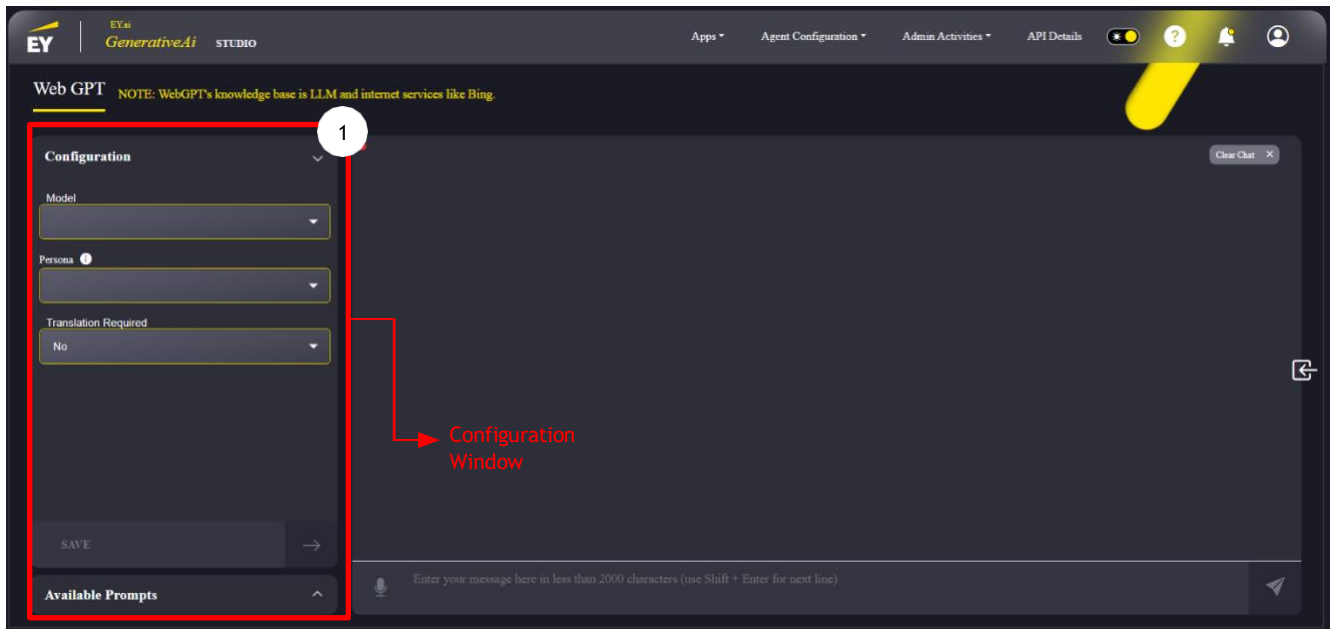 EY
EY.ai
GenerativeAi STUDIO
Apps
Agent Configuration
Admin Activities
API Details
?
Web GPT
NOTE: WebGPT's knowledge base is LLM and internet services like Bing.
1
Configuration
Clear Chat X
Model
Persona i
Translation Required
No
Configuration
Window
SAVE
Enter your message here in less than 2000 characters (use Shift + Enter for next line)
Available Prompts